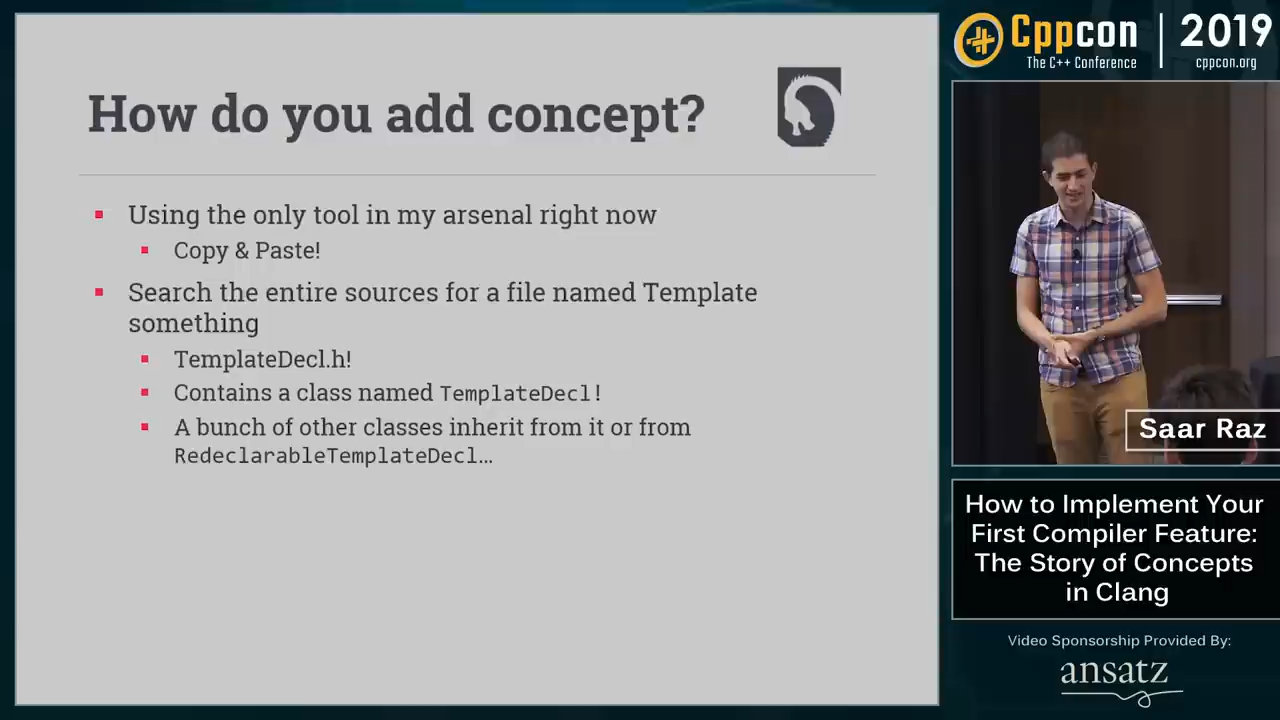 How do you add concept?
Using the only tool in my arsenal right now
Copy & Paste!
Search the entire sources for a file named Template
something
TemplateDecl.h!
Contains a class named TemplateDecl!
A bunch of other classes inherit from it or from
RedeclarableTemplateDecl…
Cppcon | 2019
The C++ Conference
cppcon.org
Saar Raz
How to Implement Your
First Compiler Feature:
The Story of Concepts
in Clang
Video Sponsorship Provided By:
ansatz